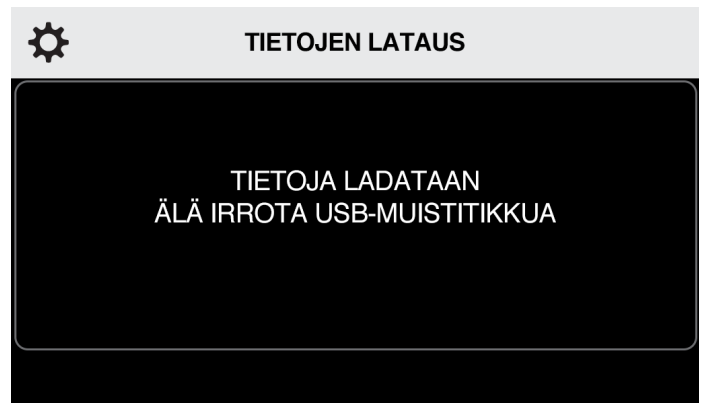 TIETOJEN LATAUS
TIETOJA LADATAAN
ÄLÄ IRROTA USB-MUISTITIKKUA